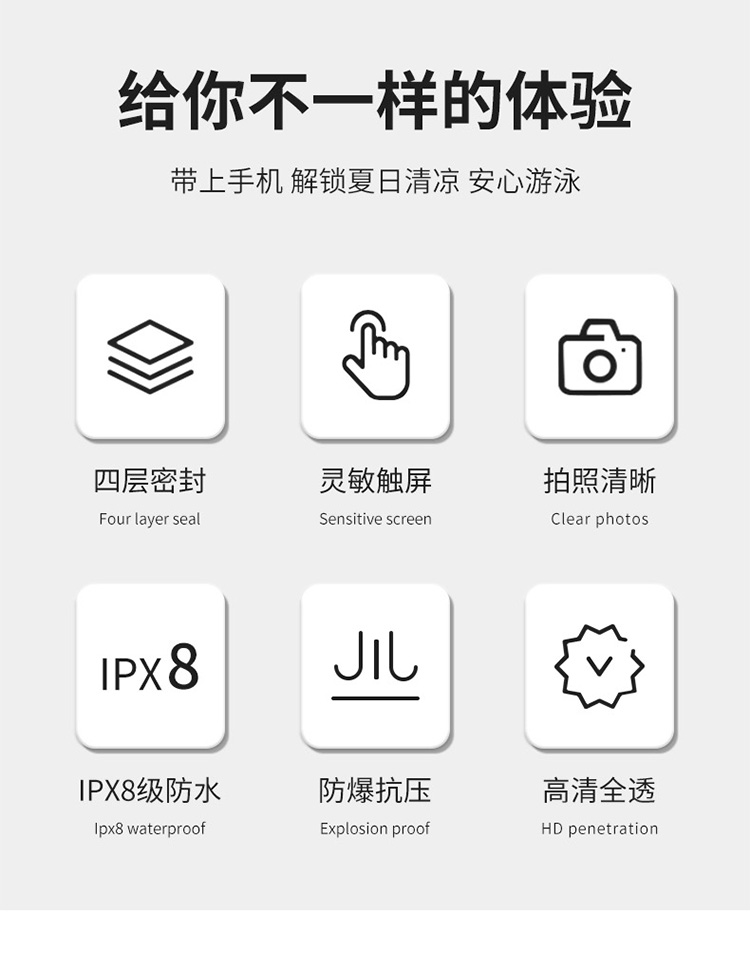 给你不一样的体验
带上手机 解锁夏日清凉 安心游泳
四层密封
Four layer seal
灵敏触屏
Sensitive screen
拍照清晰
Clear photos
IPX8
IPX8级防水
Ipx8 waterproof
防爆抗压
Explosion proof
高清全透
HD penetration